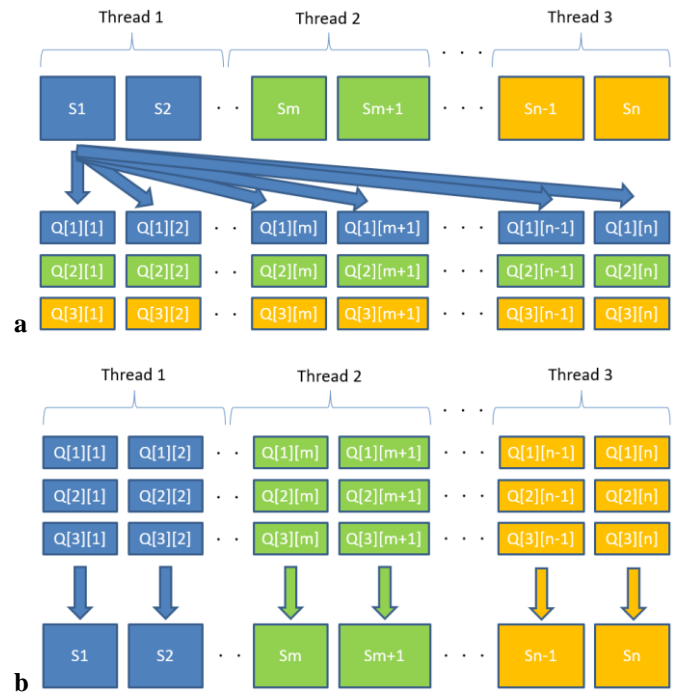 Thread 1 Thread 2 Thread 3
. . .
S1 S2 . . Sm Sm+1 . . . Sn-1 Sn
Q[1][1] Q[1][2] . . Q[1][m] Q[1][m+1] . . . Q[1][n-1] Q[1][n]
Q[2][1] Q[2][2] . . Q[2][m] Q[2][m+1] . . . Q[2][n-1] Q[2][n]
a Q[3][1] Q[3][2] . . Q[3][m] Q[3][m+1] . . . Q[3][n-1] Q[3][n]
Thread 1 Thread 2 Thread 3
. . .
Q[1][1] Q[1][2] . . Q[1][m] Q[1][m+1] . . . Q[1][n-1] Q[1][n]
Q[2][1] Q[2][2] . . Q[2][m] Q[2][m+1] . . . Q[2][n-1] Q[2][n]
Q[3][1] Q[3][2] . . Q[3][m] Q[3][m+1] . . . Q[3][n-1] Q[3][n]
b S1 S2 . . Sm Sm+1 . . . Sn-1 Sn